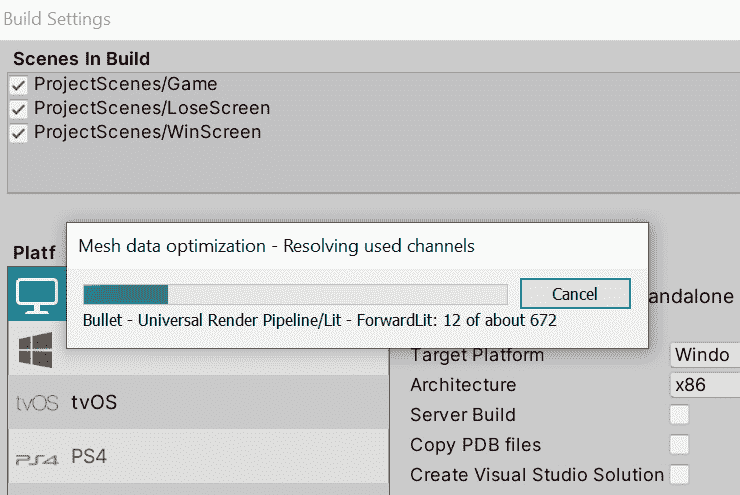 Build Settings
Scenes In Build
ProjectScenes/Game
ProjectScenes/LoseScreen
ProjectScenes/WinScreen
Platf
Mesh data optimization - Resolving used channels
Cancel
Bullet - Universal Render Pipeline/Lit - ForwardLit: 12 of about 672
andalone
Target Platform Windo
Architecture x86
Server Build
tvOS tvOS
Copy PDB files
PS4 PS4
Create Visual Studio Solution